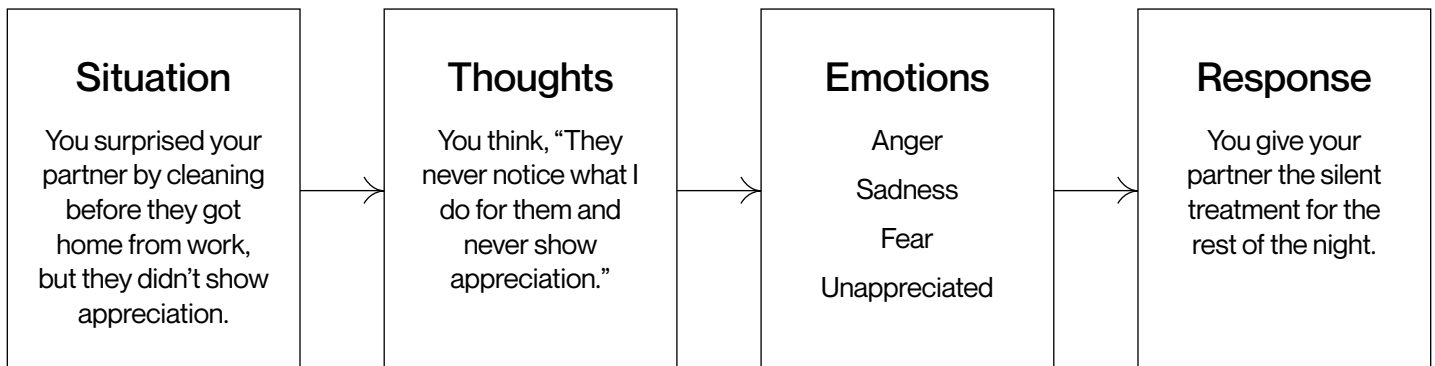 Situation
You surprised your
partner by cleaning
before they got
home from work,
but they didn’t show
appreciation.
Thoughts
You think, “They
never notice what I
do for them and
never show
appreciation.”
Emotions
Anger
Sadness
Fear
Unappreciated
Response
You give your
partner the silent
treatment for the
rest of the night.